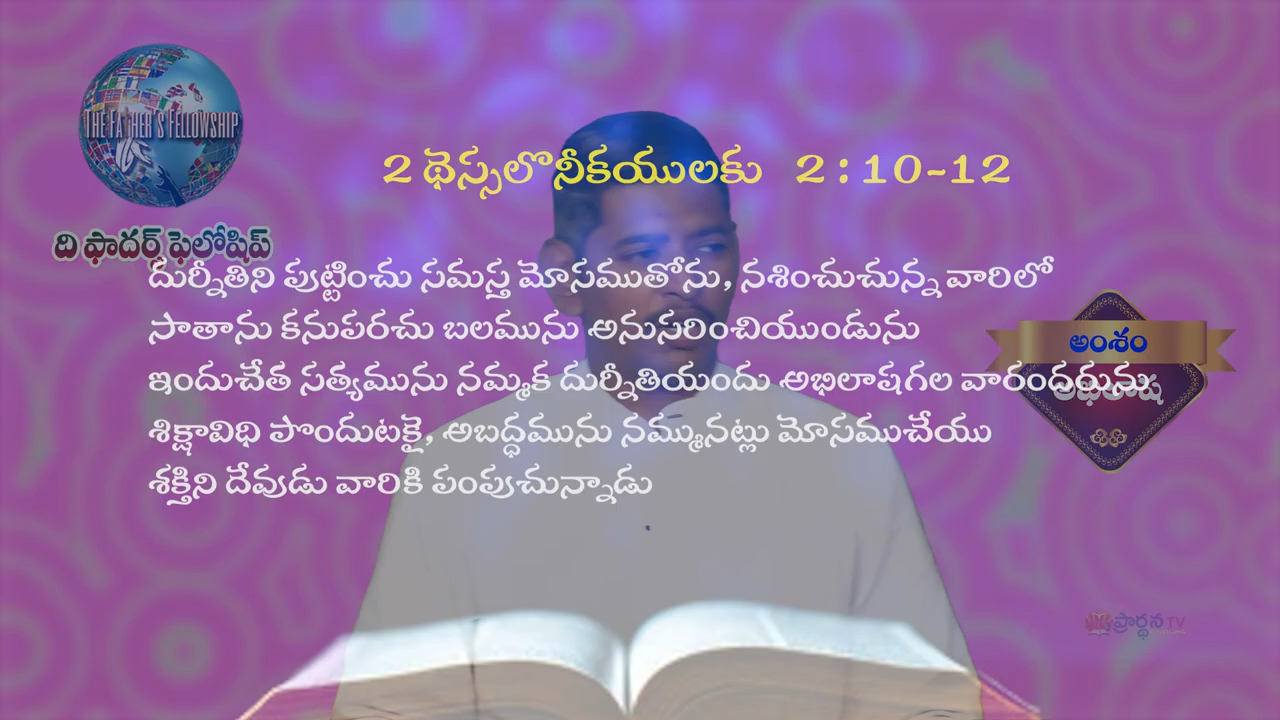 THE FATHER'S FELLOWSHIP
2 థెస్సలొనీకయులకు 2 : 10-12
ది ఫాదర్స్ ఫెలోషిప్
దుర్నీతిని పుట్టించు సమస్త మోసముతోను, నశించుచున్న వారిలో
సాతాను కనుపరచు బలమును అనుసరించియుండును
అంశం
ఇందుచేత సత్యమును నమ్మక దుర్నీతియందు అభిలాషగల వారందరును
శిక్షావిధి పొందుటకై, అబద్ధమును నమ్మునట్లు మోసముచేయు
శక్తిని దేవుడు వారికి పంపుచున్నాడు
ప్రార్థన TV